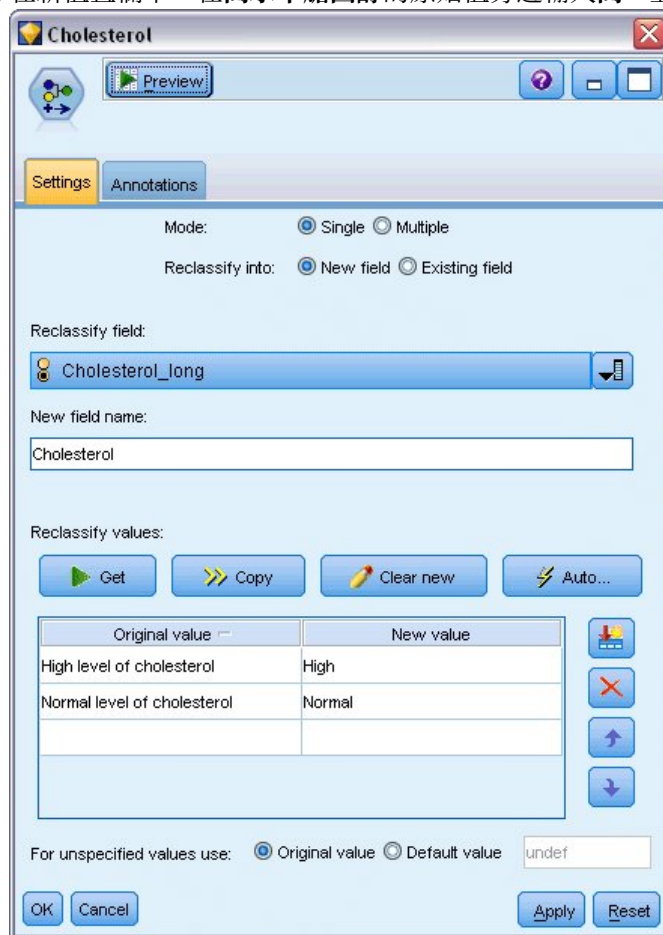 Cholesterol
Preview
Settings Annotations
Mode: Single Multiple
Reclassify into: New field Existing field
Reclassify field:
Cholesterol_long
New field name:
Cholesterol
Reclassify values:
Get Copy Clear new Auto...
Original value New value
High level of cholesterol High
Normal level of cholesterol Normal
For unspecified values use: Original value Default value undef
OK Cancel Apply Reset